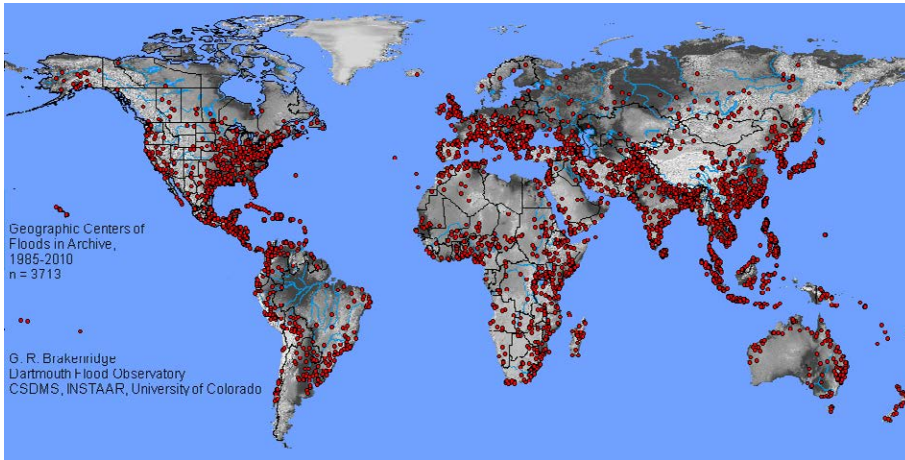 Geographic Centers of
Floods in Archive,
1985-2010
n = 3713
G. R. Brakenridge
Dartmouth Flood Observatory
CSDMS, INSTAAR, University of Colorado